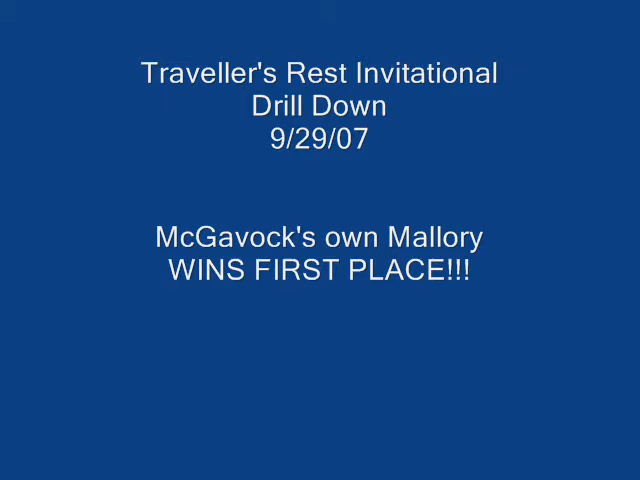 Traveller's Rest Invitational
Drill Down
9/29/07
McGavock's own Mallory
WINS FIRST PLACE!!!